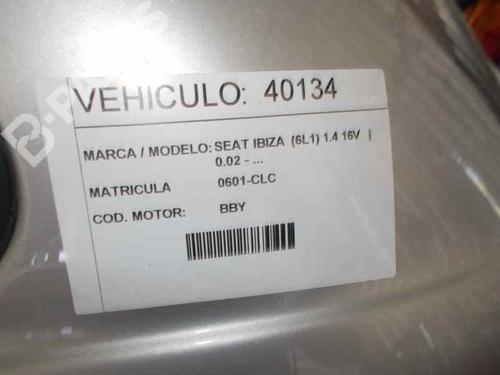 VEHICULO: 40134
MARCA / MODELO: SEAT IBIZA (6L1) 1.4 16V |
0.02 - ...
MATRICULA 0601-CLC
COD. MOTOR: BBY